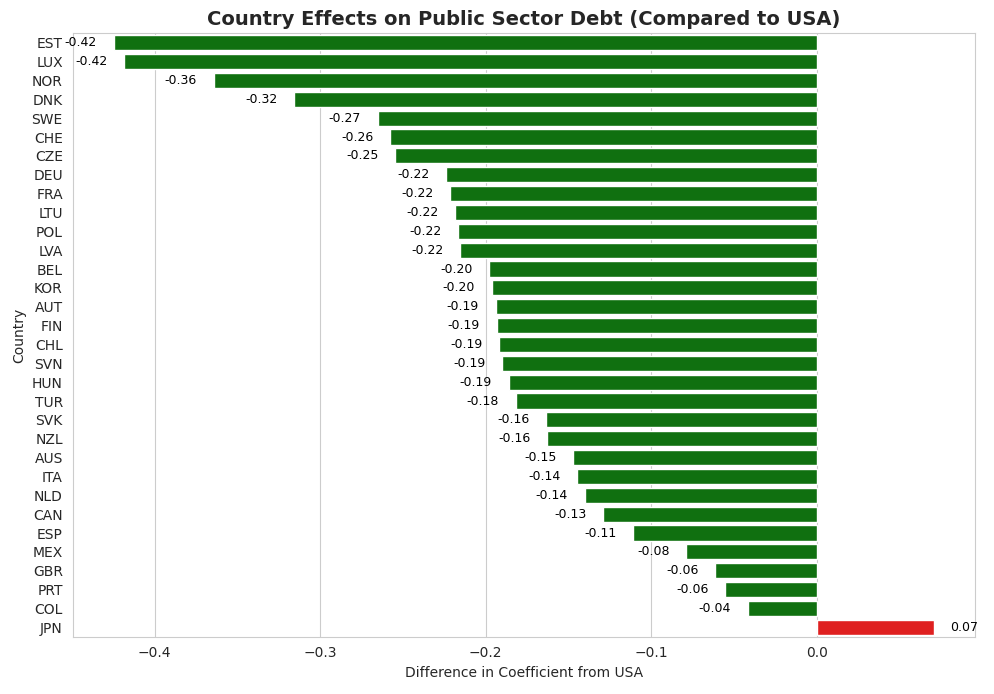 Country Effects on Public Sector Debt (Compared to USA)
EST -0.42
LUX -0.42
NOR -0.36
DNK -0.32
SWE -0.27
CHE -0.26
CZE -0.25
DEU -0.22
FRA -0.22
LTU -0.22
POL -0.22
LVA -0.22
BEL -0.20
KOR -0.20
AUT -0.19
FIN -0.19
CHL -0.19
SVN -0.19
HUN -0.19
TUR -0.18
SVK -0.16
NZL -0.16
AUS -0.15
ITA -0.14
NLD -0.14
CAN -0.13
ESP -0.11
MEX -0.08
GBR -0.06
PRT -0.06
COL -0.04
JPN 0.07
Country
−0.4 −0.3 −0.2 −0.1 0.0
Difference in Coefficient from USA